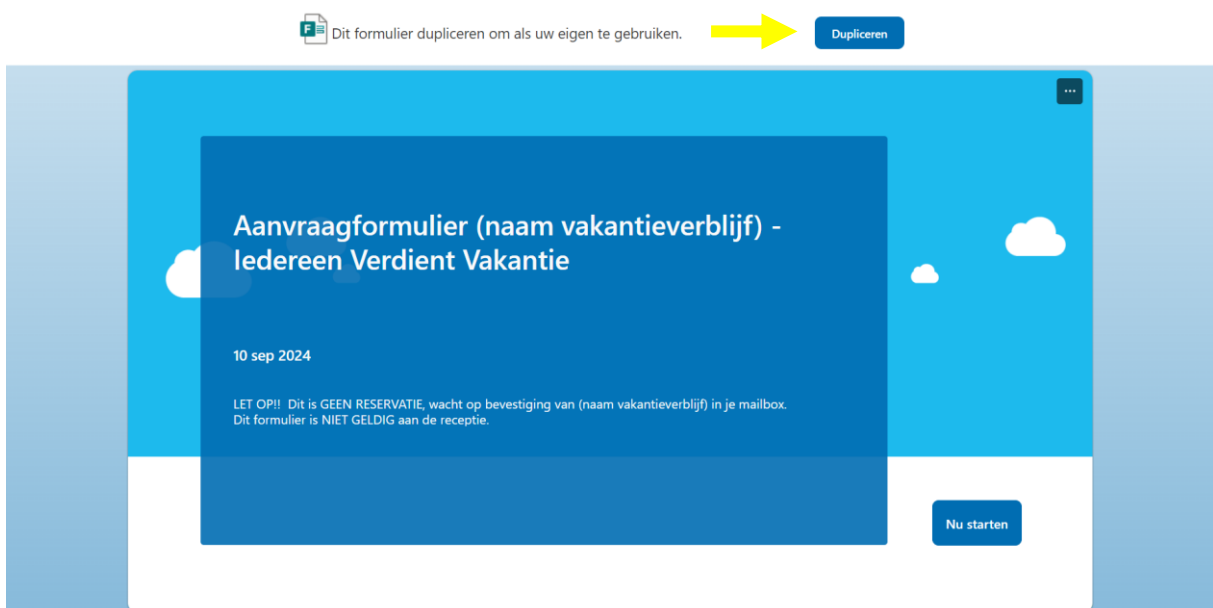 Dit formulier dupliceren om als uw eigen te gebruiken.
Dupliceren
Aanvraagformulier (naam vakantieverblijf) -
Iedereen Verdient Vakantie
10 sep 2024
LET OP!! Dit is GEEN RESERVATIE, wacht op bevestiging van (naam vakantieverblijf) in je mailbox.
Dit formulier is NIET GELDIG aan de receptie.
Nu starten